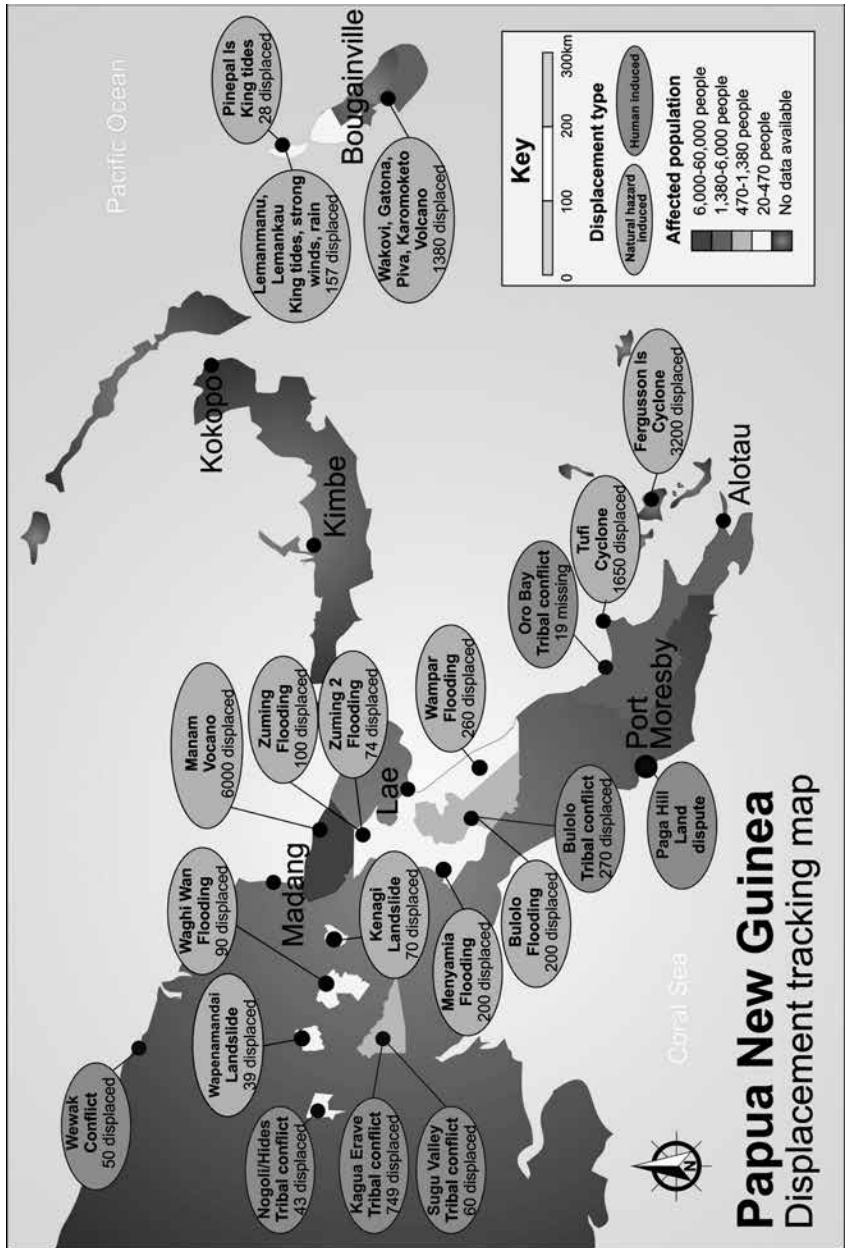 Papua New Guinea
Displacement tracking map
N
Pacific Ocean
Coral Sea
Wewak
Conflict
50 displaced
Wapenamandai
Landslide
39 displaced
Waghi Wan
Flooding
90 displaced
Manam
Vocano
6000 displaced
Zuming
Flooding
100 displaced
Zuming 2
Flooding
74 displaced
Nogoli/Hides
Tribal conflict
43 displaced
Kagua Erave
Tribal conflict
749 displaced
Sugu Valley
Tribal conflict
60 displaced
Kenagi
Landslide
70 displaced
Menyamia
Flooding
200 displaced
Bulolo
Flooding
200 displaced
Bulolo
Tribal conflict
270 displaced
Wampar
Flooding
260 displaced
Paga Hill
Land
dispute
Oro Bay
Tribal conflict
19 missing
Tufi
Cyclone
1650 displaced
Fergusson Is
Cyclone
3200 displaced
Pinepal Is
King tides
28 displaced
Lemanmanu,
Lemankau
King tides, strong
winds, rain
157 displaced
Wakovi, Gatona,
Piva, Karomoketo
Volcano
1380 displaced
Madang
Lae
Kimbe
Kokopo
Bougainville
Port
Moresby
Alotau
Key
0 100 200 300km
Displacement type
Natural hazard
induced
Human induced
Affected population
6,000-60,000 people
1,380-6,000 people
470-1,380 people
20-470 people
No data available